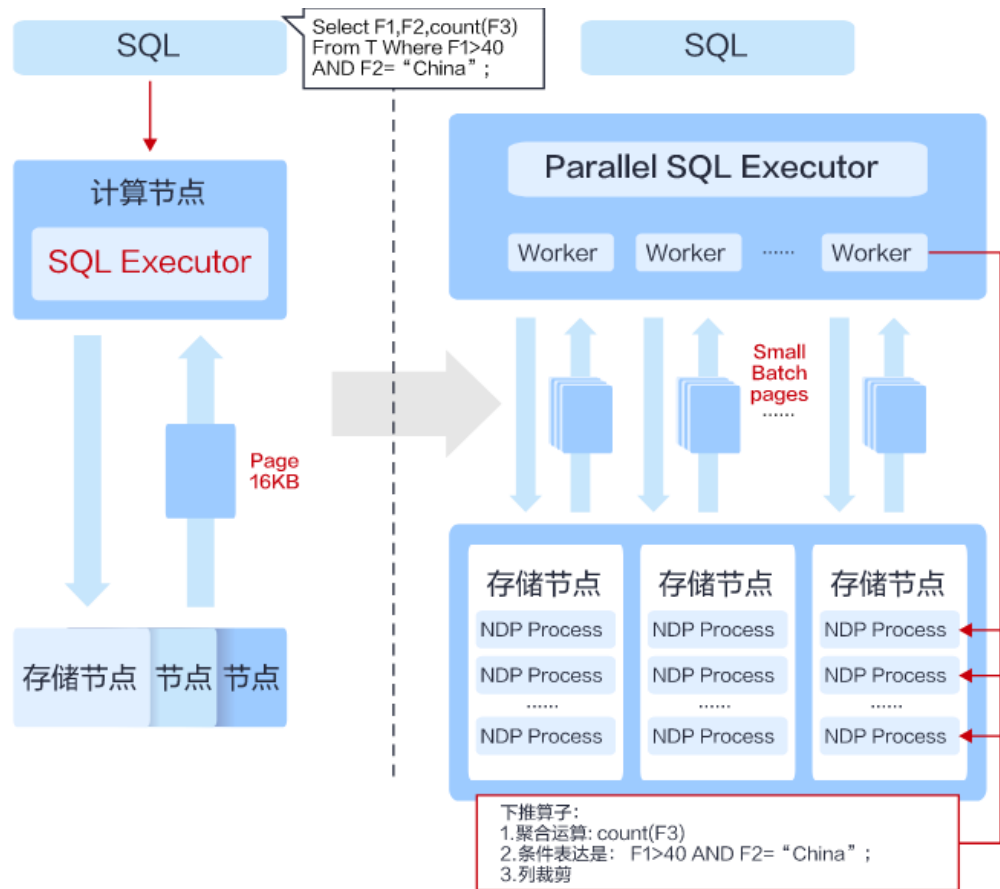 SQL
Select F1,F2,count(F3)
From T Where F1>40
AND F2= “China”;
计算节点
SQL Executor
Page
16KB
存储节点 节点 节点
SQL
Parallel SQL Executor
Worker Worker …… Worker
Small
Batch
pages
……
存储节点 存储节点 存储节点
NDP Process NDP Process NDP Process
NDP Process NDP Process NDP Process
…… …… ……
NDP Process NDP Process NDP Process
下推算子：
1.聚合运算: count(F3)
2.条件表达是： F1>40 AND F2= “China”；
3.列裁剪